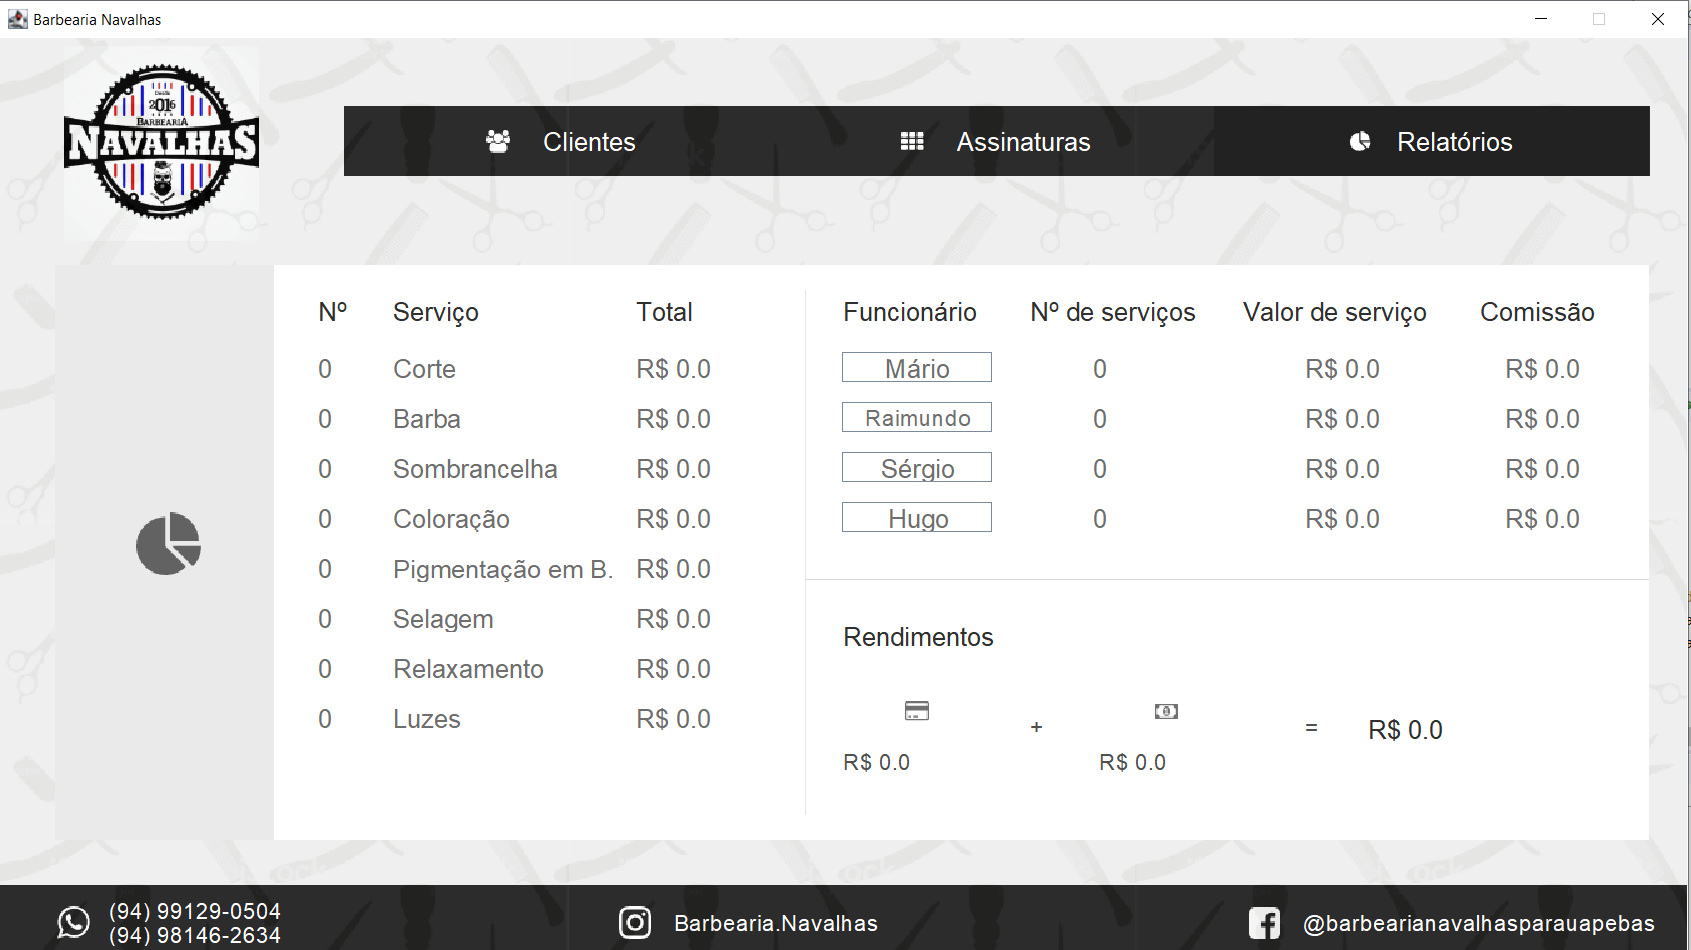 Barbearia Navalhas
Desde
2016
BARBEARIA
NAVALHAS
Clientes
Assinaturas
Relatórios
Nº Serviço Total
0 Corte R$ 0.0
0 Barba R$ 0.0
0 Sombrancelha R$ 0.0
0 Coloração R$ 0.0
0 Pigmentação em B. R$ 0.0
0 Selagem R$ 0.0
0 Relaxamento R$ 0.0
0 Luzes R$ 0.0
Funcionário Nº de serviços Valor de serviço Comissão
Mário 0 R$ 0.0 R$ 0.0
Raimundo 0 R$ 0.0 R$ 0.0
Sérgio 0 R$ 0.0 R$ 0.0
Hugo 0 R$ 0.0 R$ 0.0
Rendimentos
+ = R$ 0.0
R$ 0.0 R$ 0.0
(94) 99129-0504
(94) 98146-2634
Barbearia.Navalhas
@barbearianavalhasparauapebas